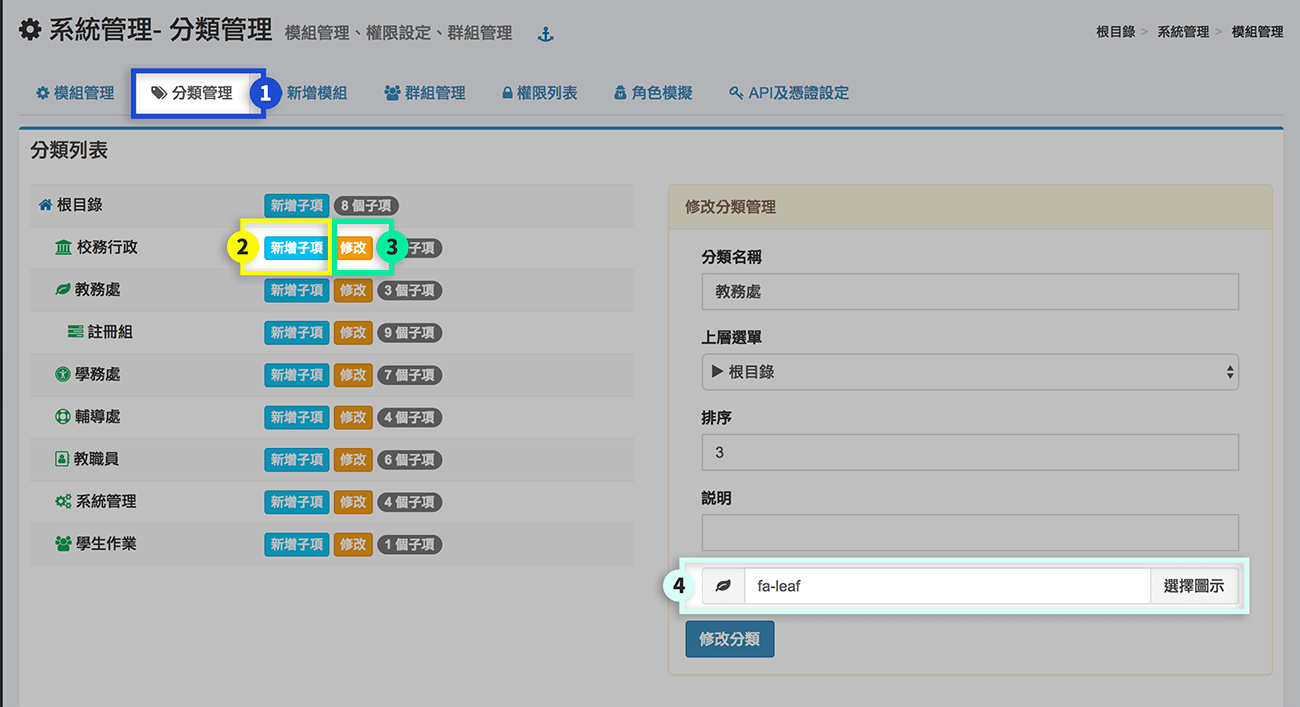 系統管理- 分類管理 模組管理、權限設定、群組管理
根目錄 > 系統管理 > 模組管理
模組管理 分類管理 1 新增模組 群組管理 權限列表 角色模擬 API及憑證設定
分類列表
根目錄 新增子項 8 個子項
2 校務行政 新增子項 修改 3 子項
教務處 新增子項 修改 3 個子項
註冊組 新增子項 修改 9 個子項
學務處 新增子項 修改 7 個子項
輔導處 新增子項 修改 4 個子項
教職員 新增子項 修改 6 個子項
系統管理 新增子項 修改 4 個子項
學生作業 新增子項 修改 1 個子項
修改分類管理
分類名稱
教務處
上層選單
▶ 根目錄
排序
3
說明
4 fa-leaf 選擇圖示
修改分類